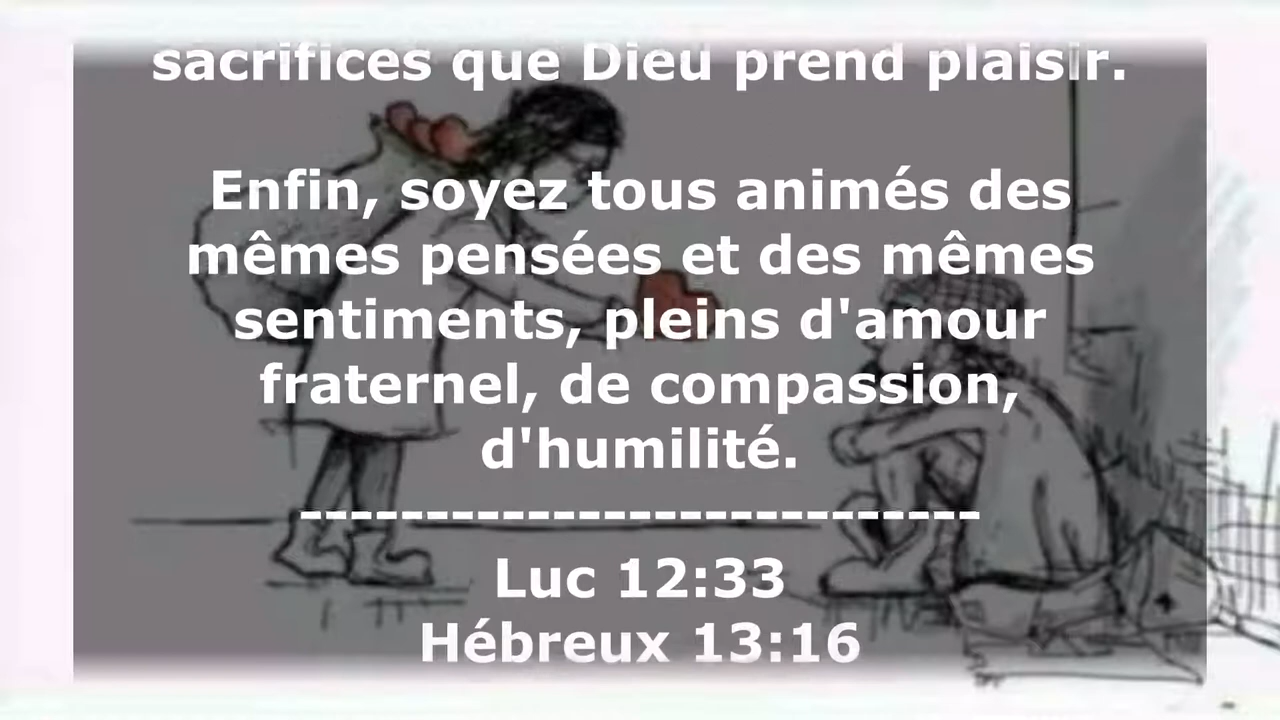 sacrifices que Dieu prend plaisir.
Enfin, soyez tous animés des
mêmes pensées et des mêmes
sentiments, pleins d'amour
fraternel, de compassion,
d'humilité.
---------------------------
Luc 12:33
Hébreux 13:16